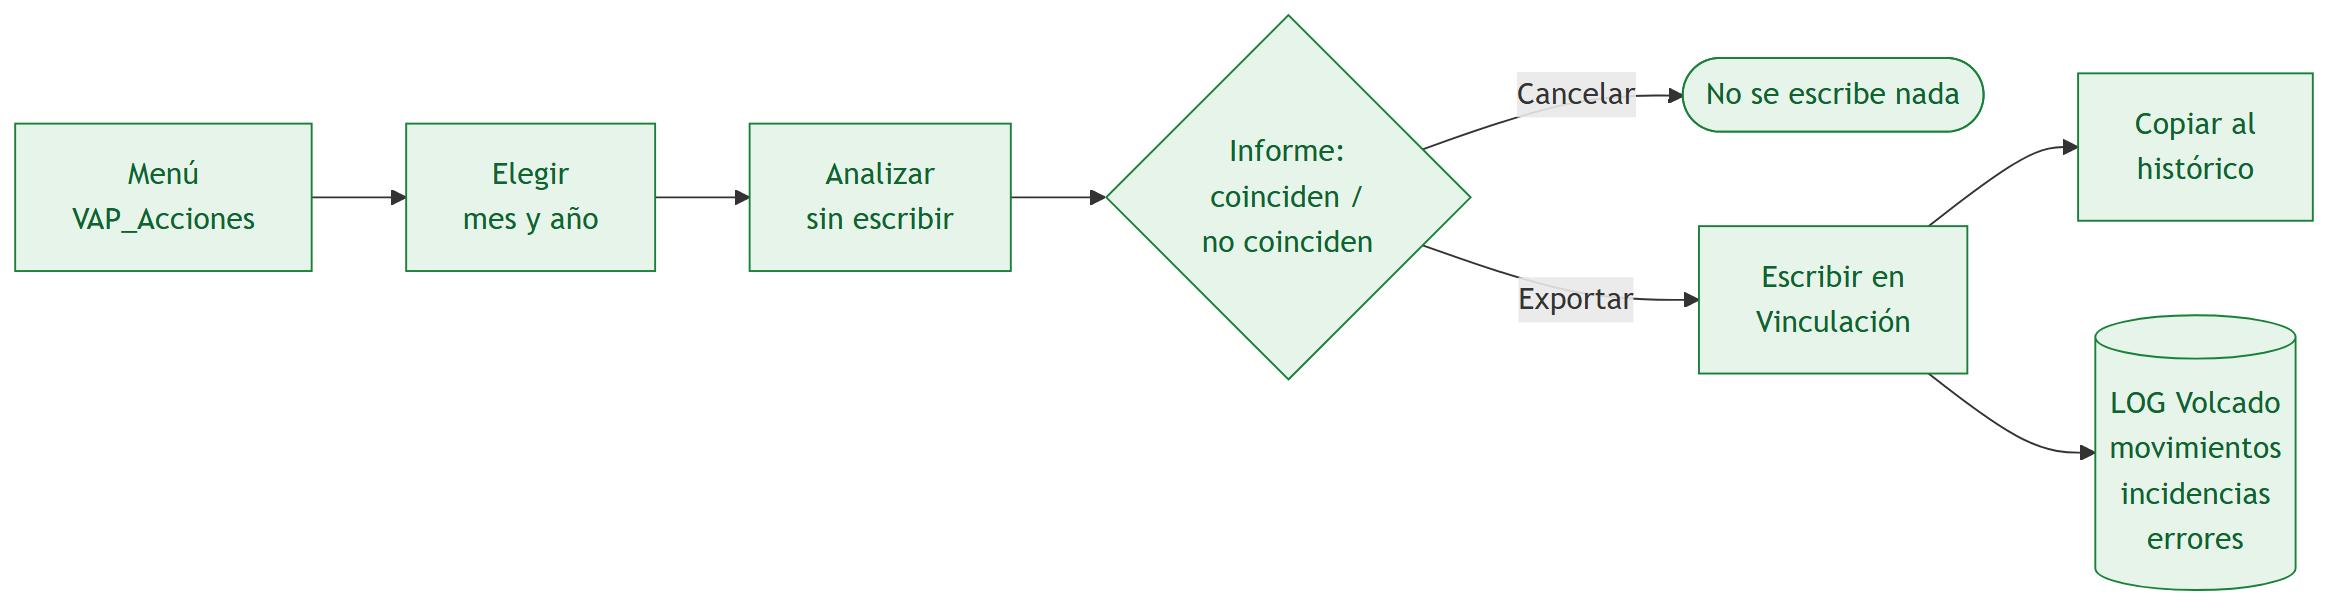 Menú
VAP_Acciones
Elegir
mes y año
Analizar
sin escribir
Informe:
coinciden /
no coinciden
Cancelar
No se escribe nada
Exportar
Escribir en
Vinculación
Copiar al
histórico
LOG Volcado
movimientos
incidencias
errores